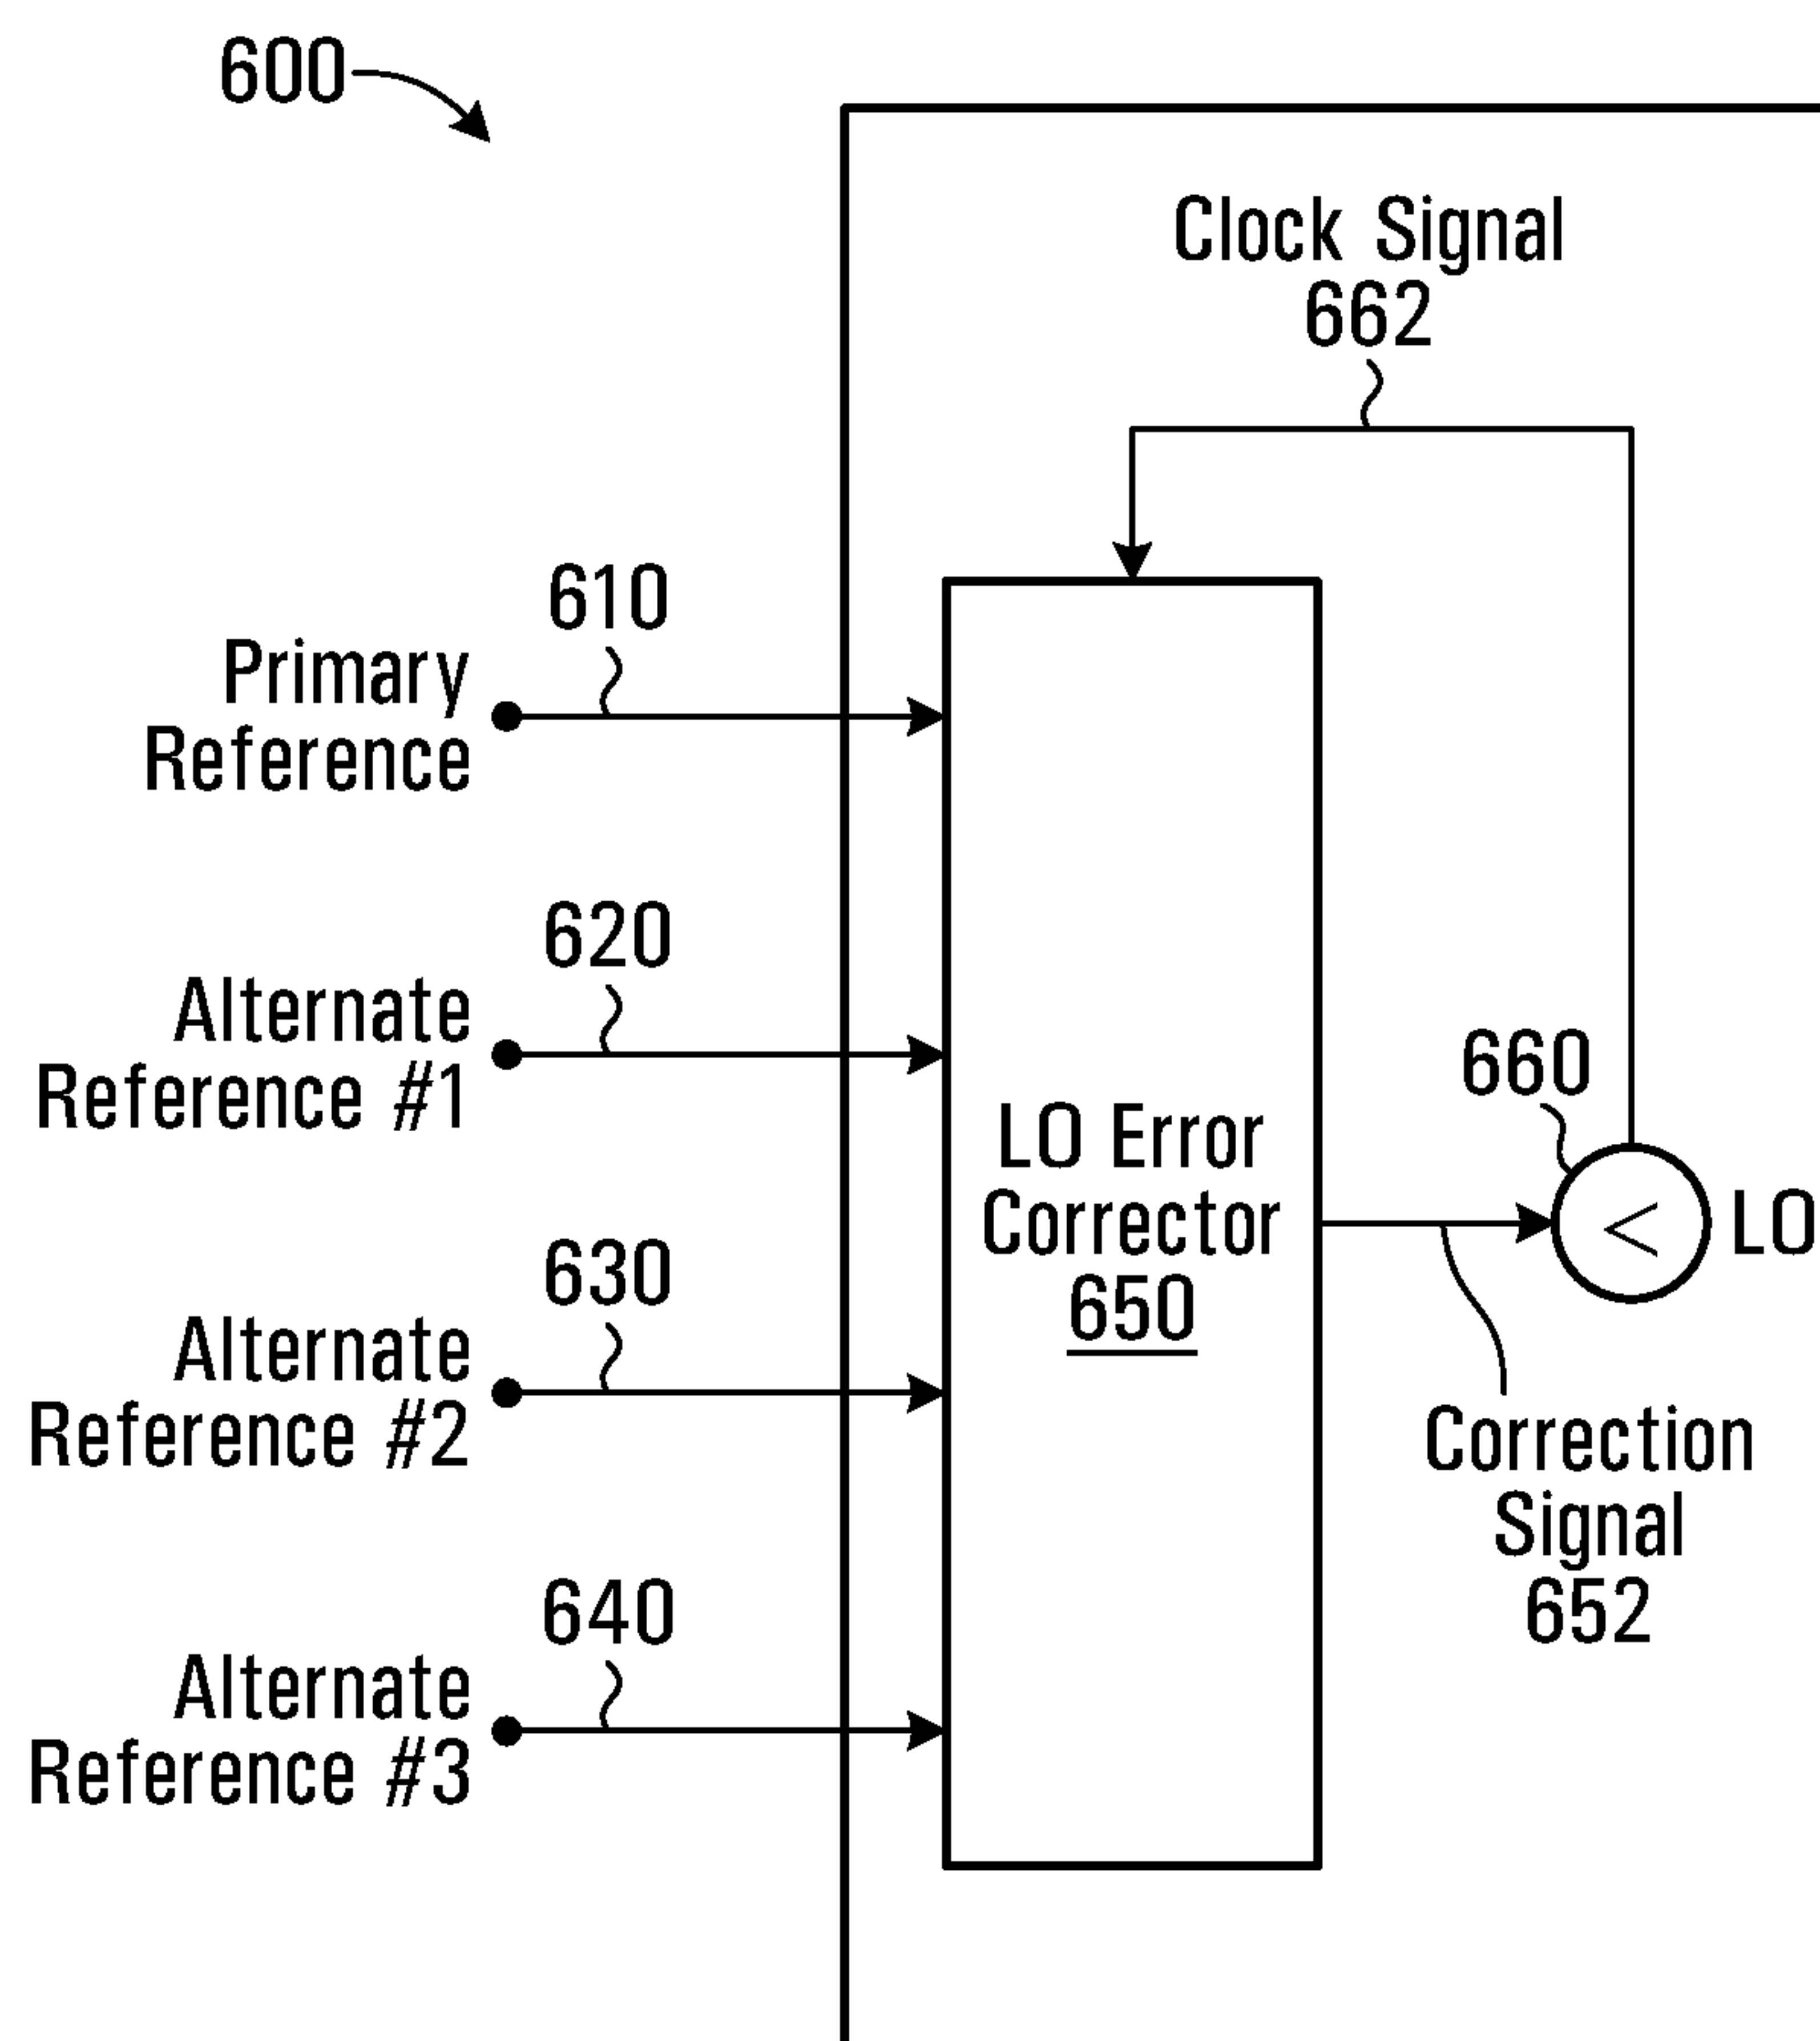 600
Clock Signal
662
610
Primary
Reference
620
Alternate
Reference #1
660
LO Error
Corrector
650
<
LO
630
Alternate
Reference #2
Correction
Signal
652
640
Alternate
Reference #3